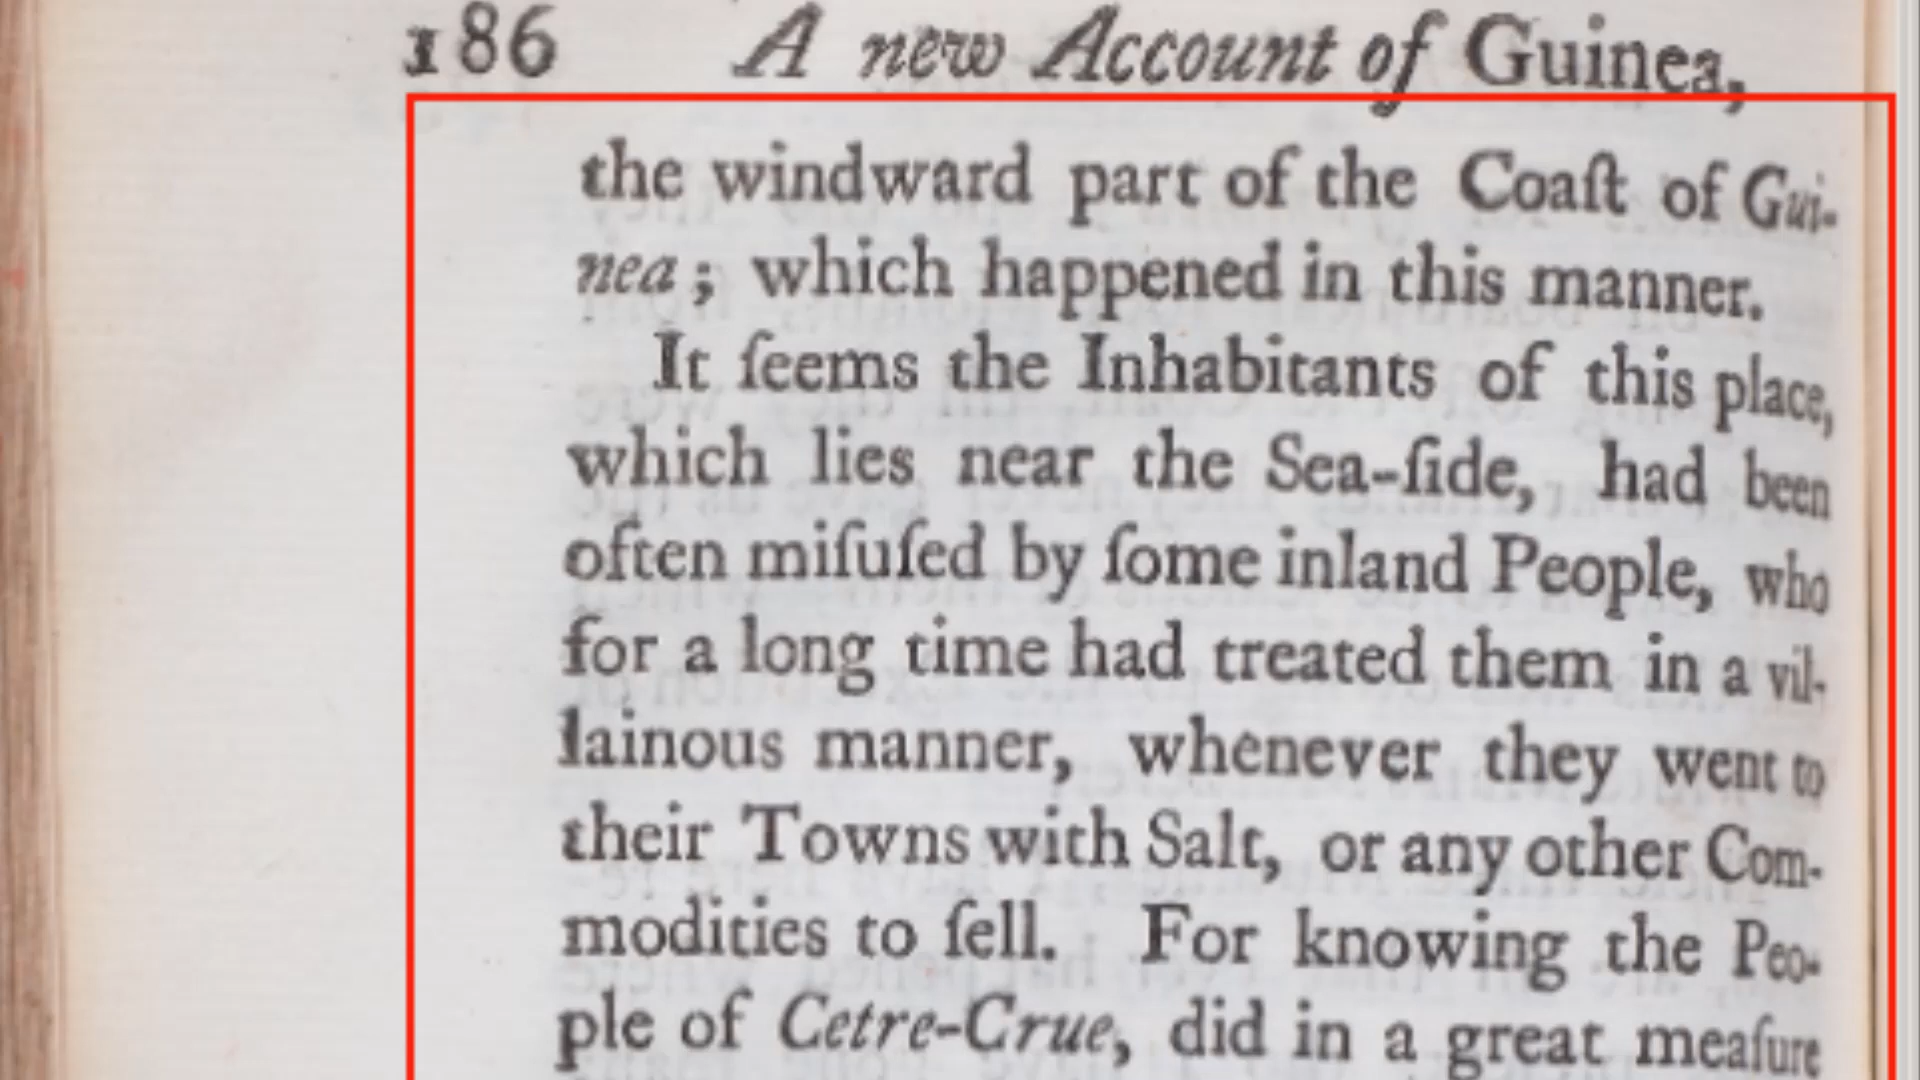 186 A new Account of Guinea,
the windward part of the Coaſt of Gui-
nea; which happened in this manner.
It ſeems the Inhabitants of this place,
which lies near the Sea-ſide, had been
often miſuſed by ſome inland People, who
for a long time had treated them in a vil-
lainous manner, whenever they went to
their Towns with Salt, or any other Com-
modities to ſell. For knowing the Peo-
ple of Cetre-Crue, did in a great meaſure